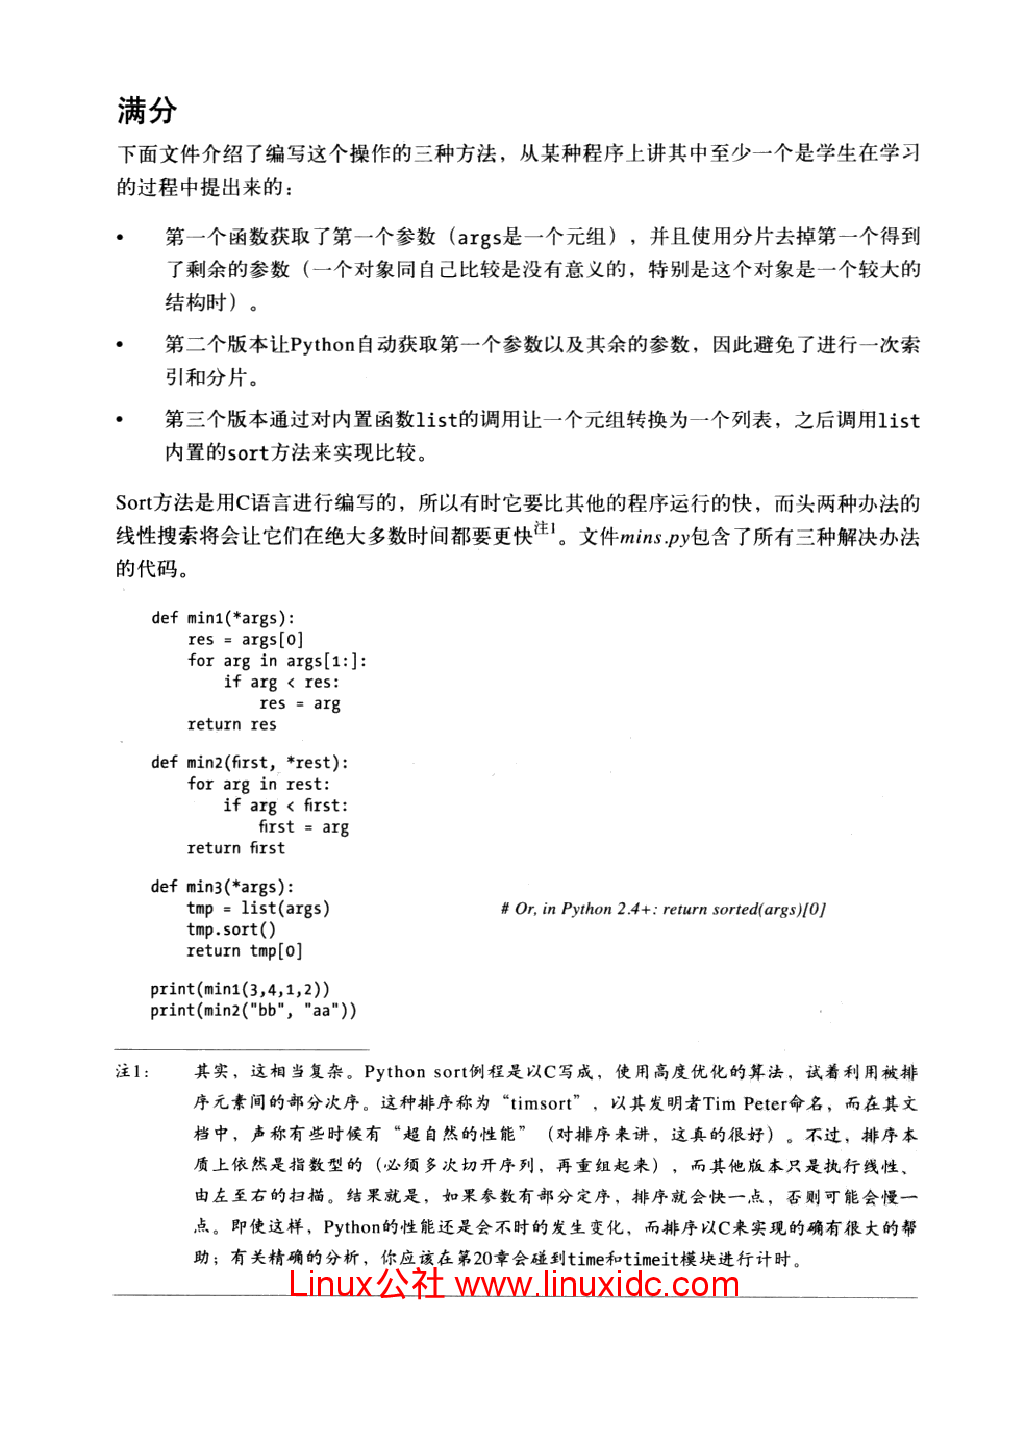 满分
下面文件介绍了编写这个操作的三种方法，从某种程序上讲其中至少一个是学生在学习
的过程中提出来的：
• 第一个函数获取了第一个参数（args是一个元组），并且使用分片去掉第一个得到
了剩余的参数（一个对象同自己比较是没有意义的，特别是这个对象是一个较大的
结构时）。
• 第二个版本让Python自动获取第一个参数以及其余的参数，因此避免了进行一次索
引和分片。
• 第三个版本通过对内置函数list的调用让一个元组转换为一个列表，之后调用list
内置的sort方法来实现比较。
Sort方法是用C语言进行编写的，所以有时它要比其他的程序运行的快，而头两种办法的
线性搜索将会让它们在绝大多数时间都要更快注1。文件mins.py包含了所有三种解决办法
的代码。
def min1(*args):
    res = args[0]
    for arg in args[1:]:
        if arg < res:
            res = arg
    return res
def min2(first, *rest):
    for arg in rest:
        if arg < first:
            first = arg
    return first
def min3(*args):
    tmp = list(args)    # Or, in Python 2.4+: return sorted(args)[0]
    tmp.sort()
    return tmp[0]
print(min1(3,4,1,2))
print(min2("bb", "aa"))
注1： 其实，这相当复杂。Python sort例程是以C写成，使用高度优化的算法，试着利用被排
序元素间的部分次序。这种排序称为“timsort”，以其发明者Tim Peter命名，而在其文
档中，声称有些时候有“超自然的性能”（对排序来讲，这真的很好）。不过，排序本
质上依然是指数型的（必须多次切开序列，再重组起来），而其他版本只是执行线性、
由左至右的扫描。结果就是，如果参数有部分定序，排序就会快一点，否则可能会慢一
点。即使这样，Python的性能还是会不时的发生变化，而排序以C来实现的确有很大的帮
助；有关精确的分析，你应该在第20章会碰到time和timeit模块进行计时。
Linux公社 www.linuxidc.com